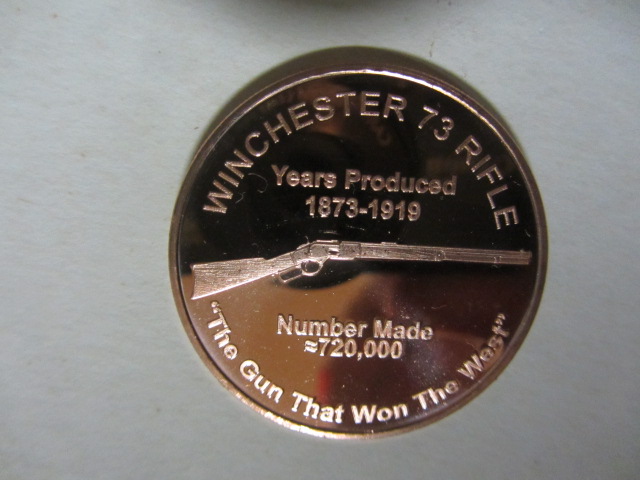 WINCHESTER 73 RIFLE
Years Produced
1873-1919
Number Made
≈720,000
"The Gun That Won The West"